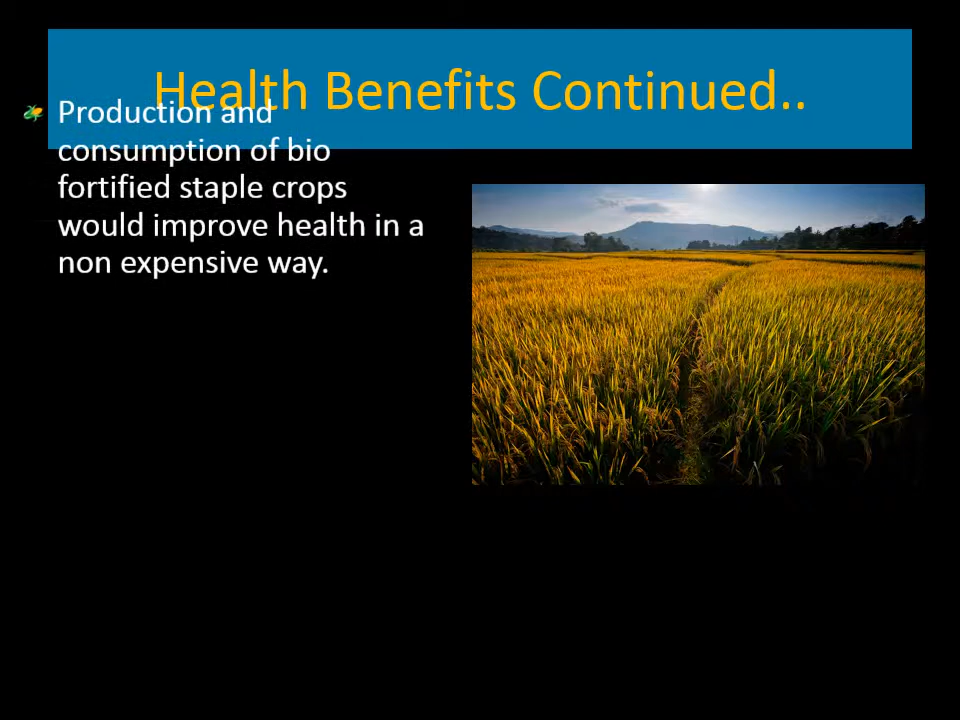 Health Benefits Continued..
Production and
consumption of bio
fortified staple crops
would improve health in a
non expensive way.